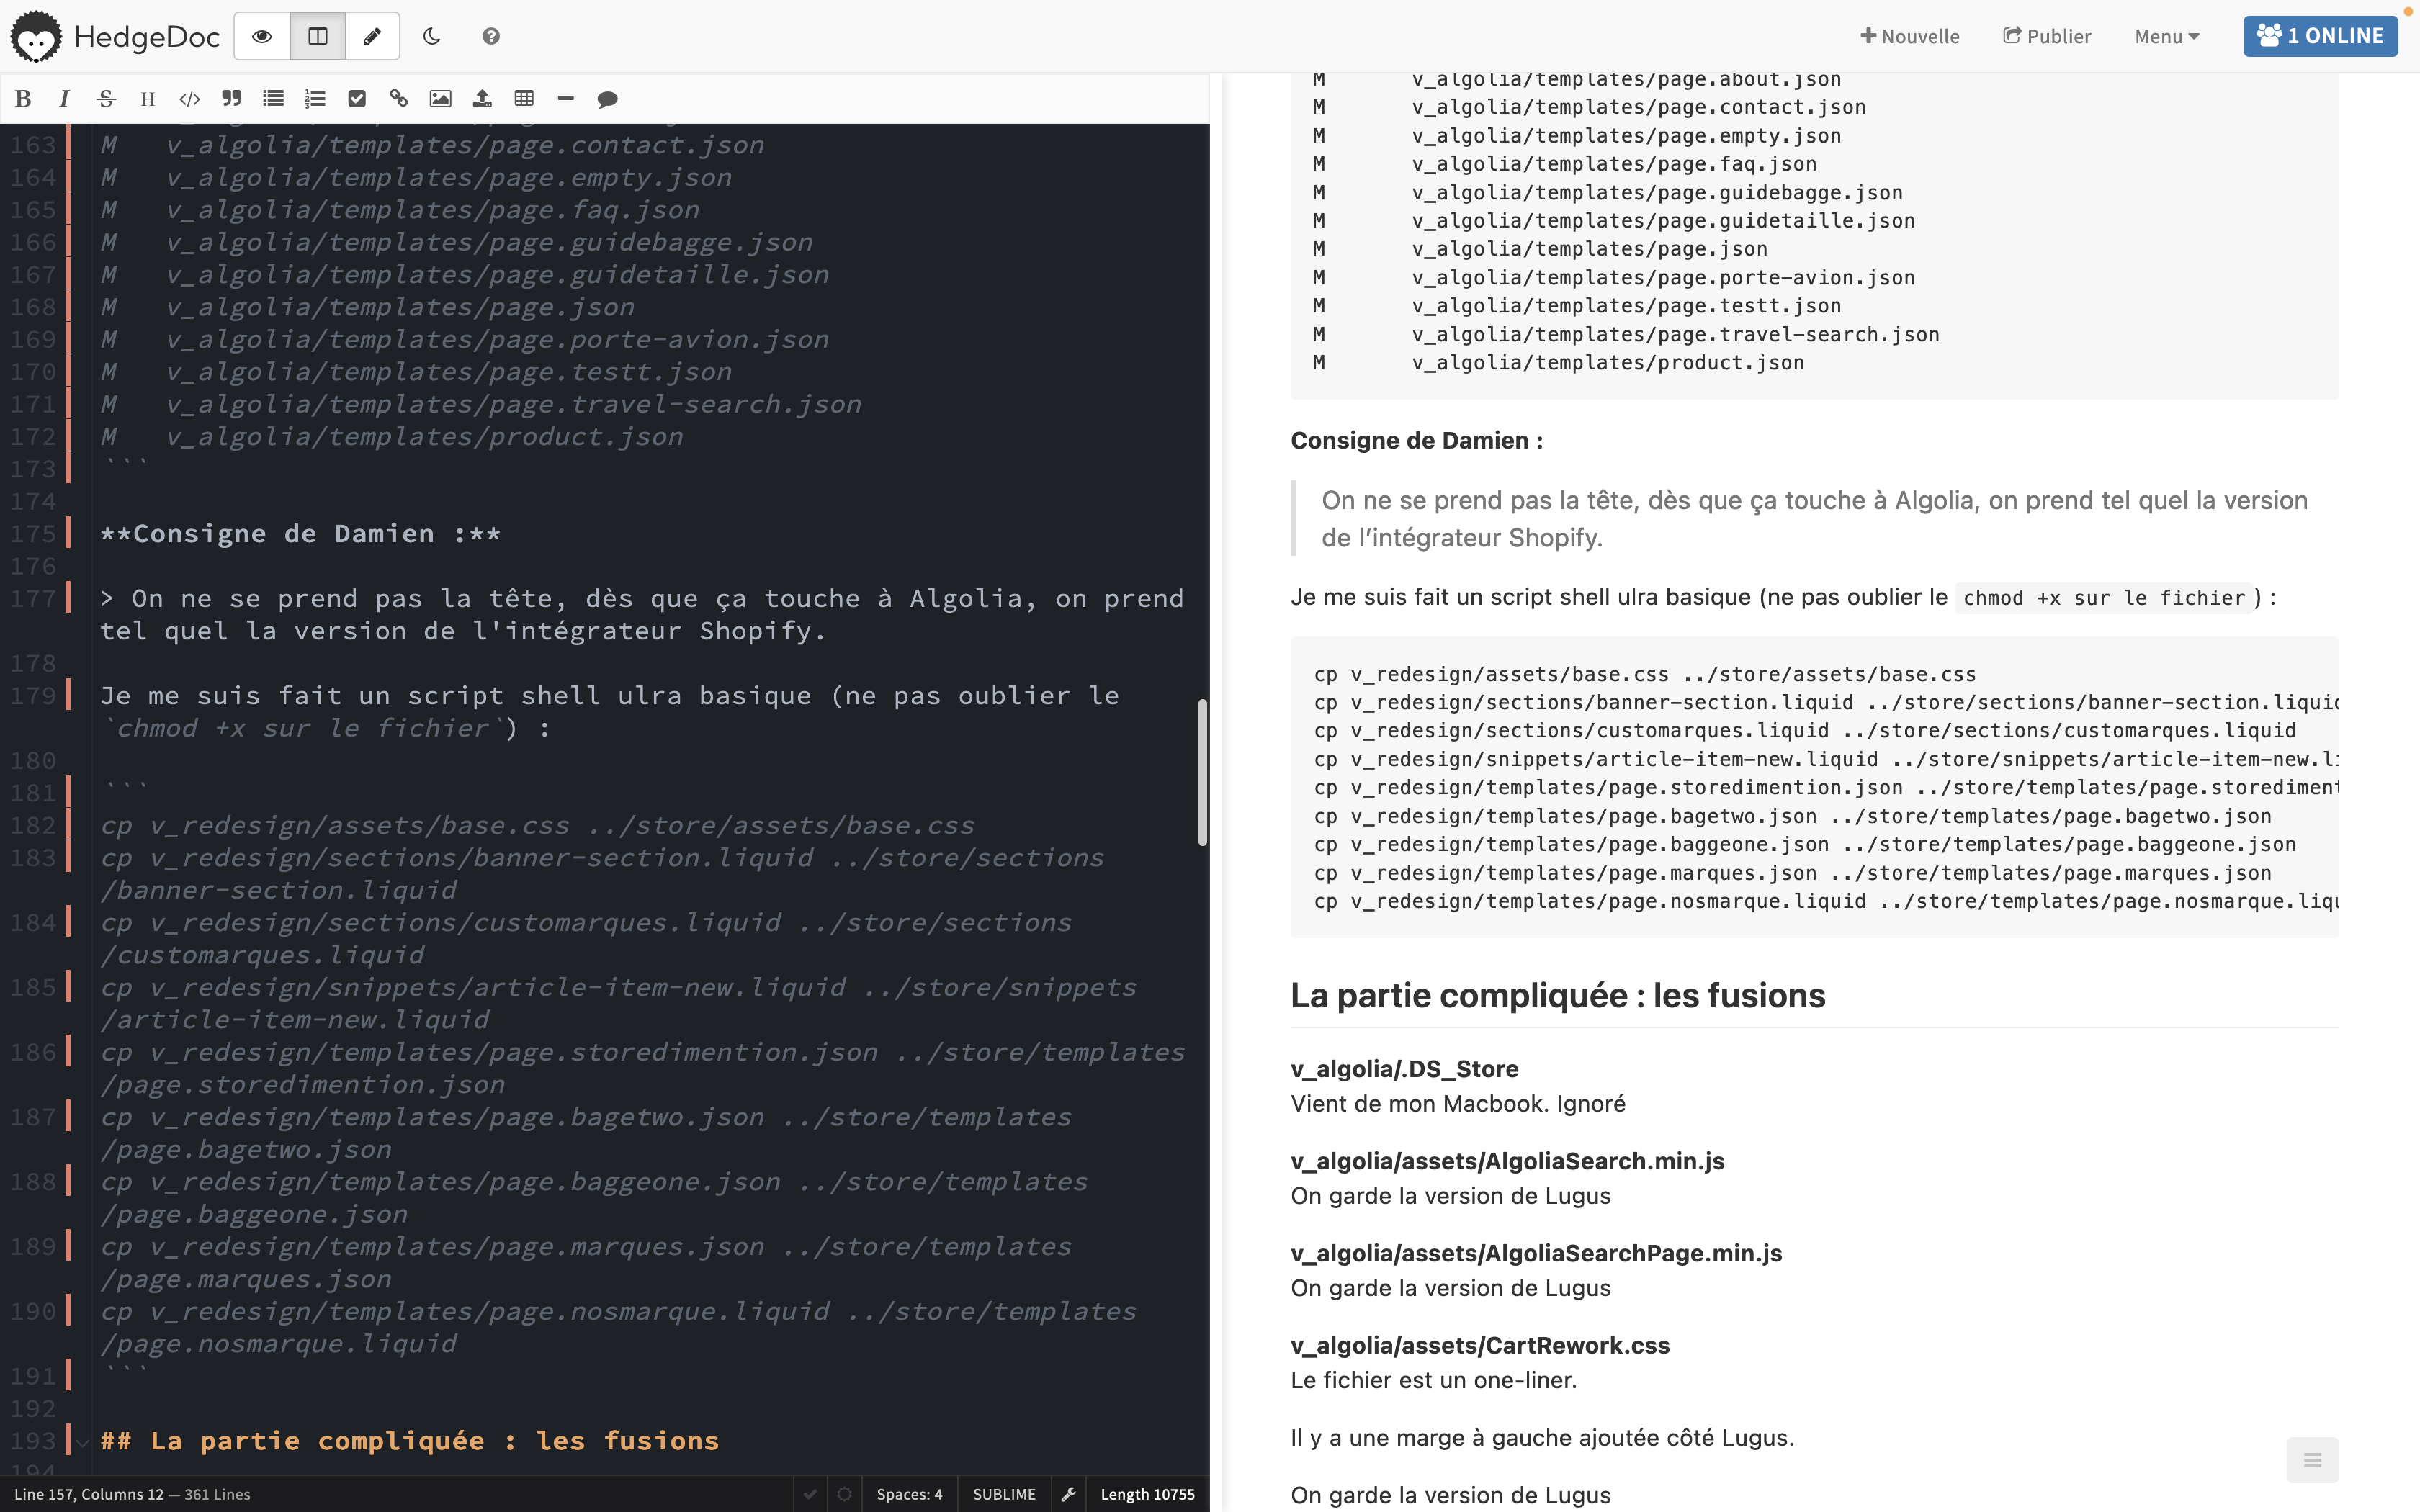 HedgeDoc
Nouvelle
Publier
Menu
1 ONLINE
B I S H </>
163 M v_algolia/templates/page.contact.json
164 M v_algolia/templates/page.empty.json
165 M v_algolia/templates/page.faq.json
166 M v_algolia/templates/page.guidebagge.json
167 M v_algolia/templates/page.guidetaille.json
168 M v_algolia/templates/page.json
169 M v_algolia/templates/page.porte-avion.json
170 M v_algolia/templates/page.testt.json
171 M v_algolia/templates/page.travel-search.json
172 M v_algolia/templates/product.json
173 ```
174
175 **Consigne de Damien :**
176
177 > On ne se prend pas la tête, dès que ça touche à Algolia, on prend
tel quel la version de l'intégrateur Shopify.
178
179 Je me suis fait un script shell ulra basique (ne pas oublier le
`chmod +x sur le fichier`) :
180
181 ```
182 cp v_redesign/assets/base.css ../store/assets/base.css
183 cp v_redesign/sections/banner-section.liquid ../store/sections
/banner-section.liquid
184 cp v_redesign/sections/customarques.liquid ../store/sections
/customarques.liquid
185 cp v_redesign/snippets/article-item-new.liquid ../store/snippets
/article-item-new.liquid
186 cp v_redesign/templates/page.storedimention.json ../store/templates
/page.storedimention.json
187 cp v_redesign/templates/page.bagetwo.json ../store/templates
/page.bagetwo.json
188 cp v_redesign/templates/page.baggeone.json ../store/templates
/page.baggeone.json
189 cp v_redesign/templates/page.marques.json ../store/templates
/page.marques.json
190 cp v_redesign/templates/page.nosmarque.liquid ../store/templates
/page.nosmarque.liquid
191 ```
192
193 ## La partie compliquée : les fusions
194
Line 157, Columns 12 — 361 Lines
Spaces: 4
SUBLIME
Length 10755
M v_algolia/templates/page.about.json
M v_algolia/templates/page.contact.json
M v_algolia/templates/page.empty.json
M v_algolia/templates/page.faq.json
M v_algolia/templates/page.guidebagge.json
M v_algolia/templates/page.guidetaille.json
M v_algolia/templates/page.json
M v_algolia/templates/page.porte-avion.json
M v_algolia/templates/page.testt.json
M v_algolia/templates/page.travel-search.json
M v_algolia/templates/product.json
Consigne de Damien :
On ne se prend pas la tête, dès que ça touche à Algolia, on prend tel quel la version
de l’intégrateur Shopify.
Je me suis fait un script shell ulra basique (ne pas oublier le chmod +x sur le fichier) :
cp v_redesign/assets/base.css ../store/assets/base.css
cp v_redesign/sections/banner-section.liquid ../store/sections/banner-section.liquid
cp v_redesign/sections/customarques.liquid ../store/sections/customarques.liquid
cp v_redesign/snippets/article-item-new.liquid ../store/snippets/article-item-new.li
cp v_redesign/templates/page.storedimention.json ../store/templates/page.storediment
cp v_redesign/templates/page.bagetwo.json ../store/templates/page.bagetwo.json
cp v_redesign/templates/page.baggeone.json ../store/templates/page.baggeone.json
cp v_redesign/templates/page.marques.json ../store/templates/page.marques.json
cp v_redesign/templates/page.nosmarque.liquid ../store/templates/page.nosmarque.liqu
La partie compliquée : les fusions
v_algolia/.DS_Store
Vient de mon Macbook. Ignoré
v_algolia/assets/AlgoliaSearch.min.js
On garde la version de Lugus
v_algolia/assets/AlgoliaSearchPage.min.js
On garde la version de Lugus
v_algolia/assets/CartRework.css
Le fichier est un one-liner.
Il y a une marge à gauche ajoutée côté Lugus.
On garde la version de Lugus